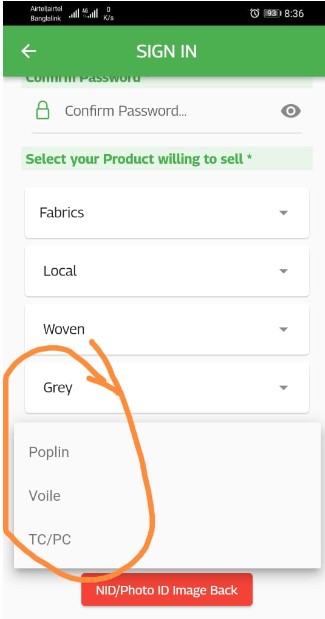 Airtel|airtel
Banglalink
4G
0
K/s
93
8:36
SIGN IN
Confirm Password *
Confirm Password...
Select your Product willing to sell *
Fabrics
Local
Woven
Grey
Poplin
Voile
TC/PC
NID/Photo ID Image Back